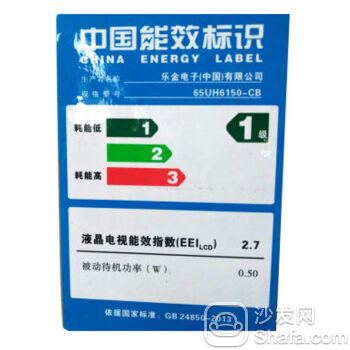 中国能效标识
CHINA ENERGY LABEL
生产者名称 乐金电子(中国)有限公司
规格型号 65UH6150-CB
耗能低 1 1级
2
耗能高 3
液晶电视能效指数(EEILCD) 2.7
被动待机功率(W) 0.50
依据国家标准: GB 24850-2013
沙发网
Shafa.com